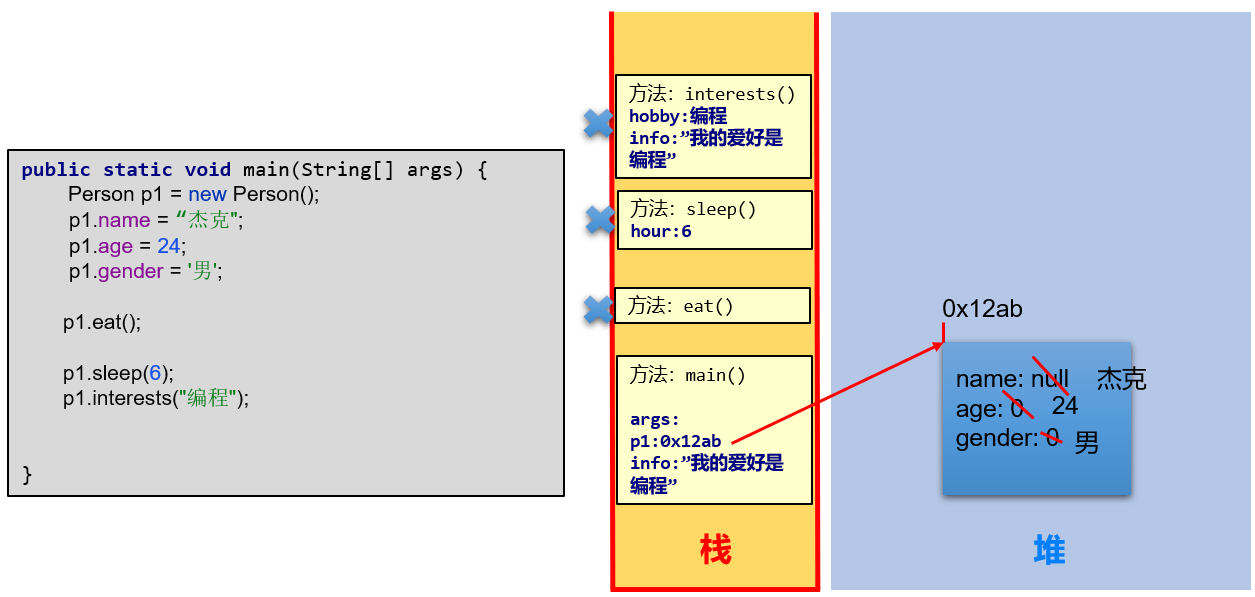 public static void main(String[] args) {
Person p1 = new Person();
p1.name = “杰克";
p1.age = 24;
p1.gender = '男';
p1.eat();
p1.sleep(6);
p1.interests("编程");
}
方法: interests()
hobby:编程
info:”我的爱好是
编程”
方法: sleep()
hour:6
方法: eat()
方法: main()
args:
p1:0x12ab
info:”我的爱好是
编程”
栈
0x12ab
name: null 杰克
age: 0 24
gender: 0 男
堆